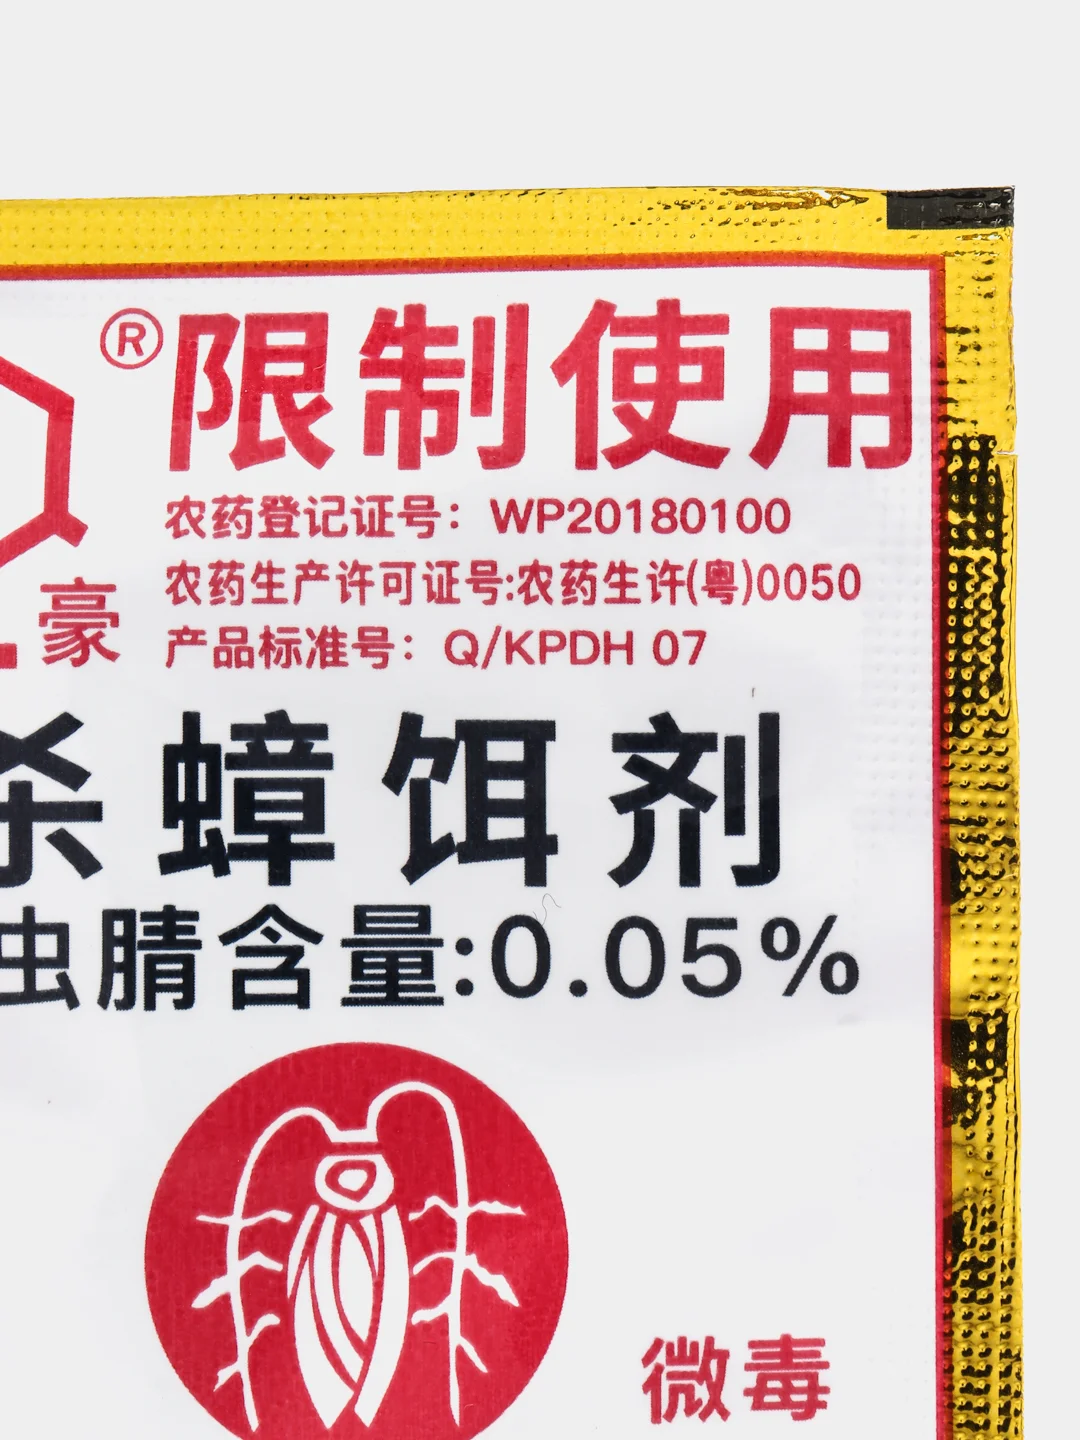 ®限制使用
农药登记证号：WP20180100
农药生产许可证号:农药生许(粤)0050
豪
产品标准号：Q/KPDH 07
杀蟑饵剂
虫腈含量:0.05%
微毒